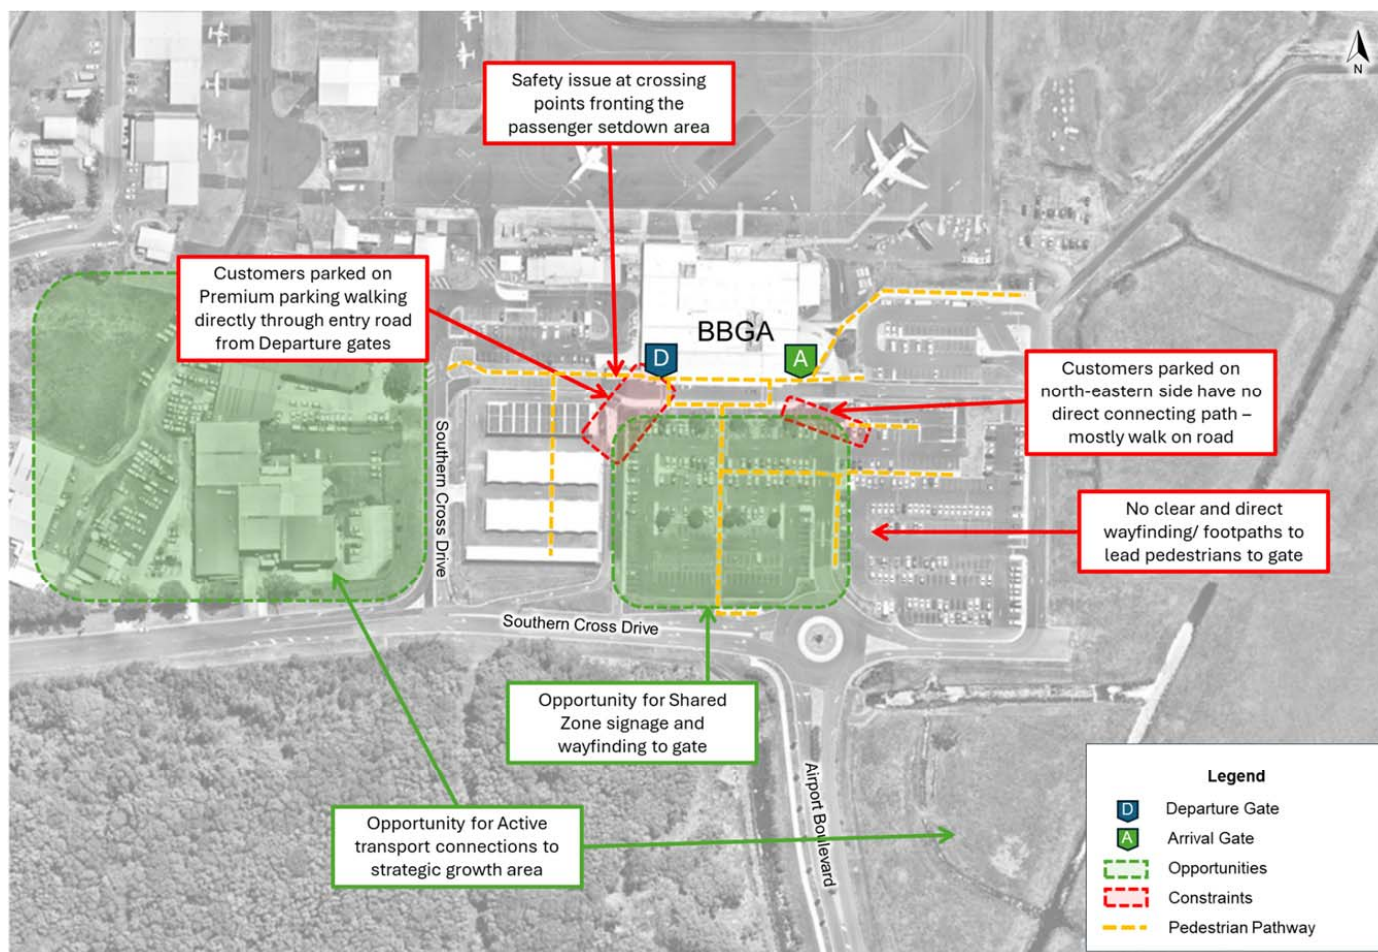 N
Safety issue at crossing
points fronting the
passenger setdown area
Customers parked on
Premium parking walking
directly through entry road
from Departure gates
BBGA
D
A
Customers parked on
north-eastern side have no
direct connecting path –
mostly walk on road
Southern Cross Drive
No clear and direct
wayfinding/ footpaths to
lead pedestrians to gate
Southern Cross Drive
Opportunity for Shared
Zone signage and
wayfinding to gate
Airport Boulevard
Opportunity for Active
transport connections to
strategic growth area
Legend
D Departure Gate
A Arrival Gate
Opportunities
Constraints
Pedestrian Pathway